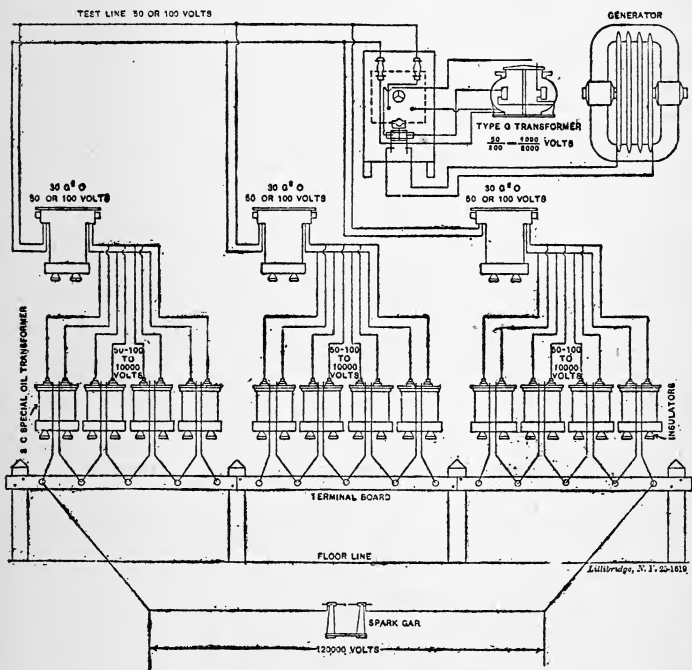 TEST LINE 50 OR 100 VOLTS
GENERATOR
TYPE G TRANSFORMER
50/100 — 1000/2000 VOLTS
30 G² O
50 OR 100 VOLTS
30 G² O
50 OR 100 VOLTS
30 G² O
50 OR 100 VOLTS
S C SPECIAL OIL TRANSFORMER
50-100
TO
10000
VOLTS
50-100
TO
10000
VOLTS
50-100
TO
10000
VOLTS
INSULATORS
TERMINAL BOARD
FLOOR LINE
Lillibridge, N. Y. 25-1619
SPARK GAR
120000 VOLTS